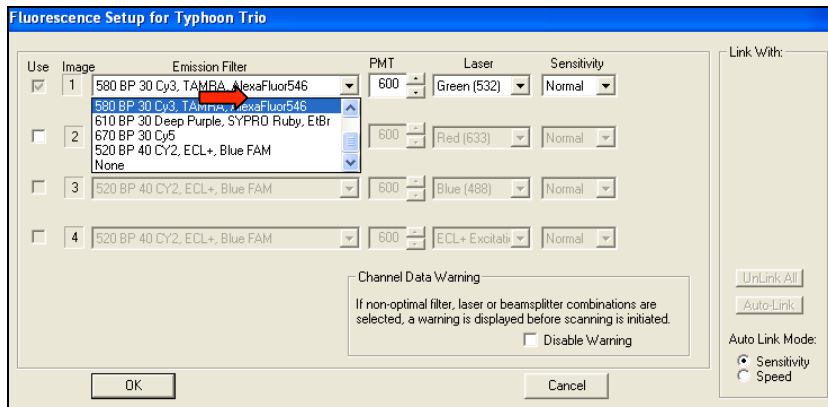 Fluorescence Setup for Typhoon Trio
Link With:
Use Image Emission Filter PMT Laser Sensitivity
1 580 BP 30 Cy3, TAMRA, AlexaFluor546 600 Green (532) Normal
580 BP 30 Cy3, TAMRA, AlexaFluor546
610 BP 30 Deep Purple, SYPRO Ruby, EtBr
670 BP 30 Cy5
520 BP 40 CY2, ECL+, Blue FAM
None
2 600 Red (633) Normal
3 520 BP 40 CY2, ECL+, Blue FAM 600 Blue (488) Normal
4 520 BP 40 CY2, ECL+, Blue FAM 600 ECL+ Excitati Normal
Channel Data Warning
If non-optimal filter, laser or beamsplitter combinations are
selected, a warning is displayed before scanning is initiated.
Disable Warning
UnLink All
Auto-Link
Auto Link Mode:
Sensitivity
Speed
OK
Cancel